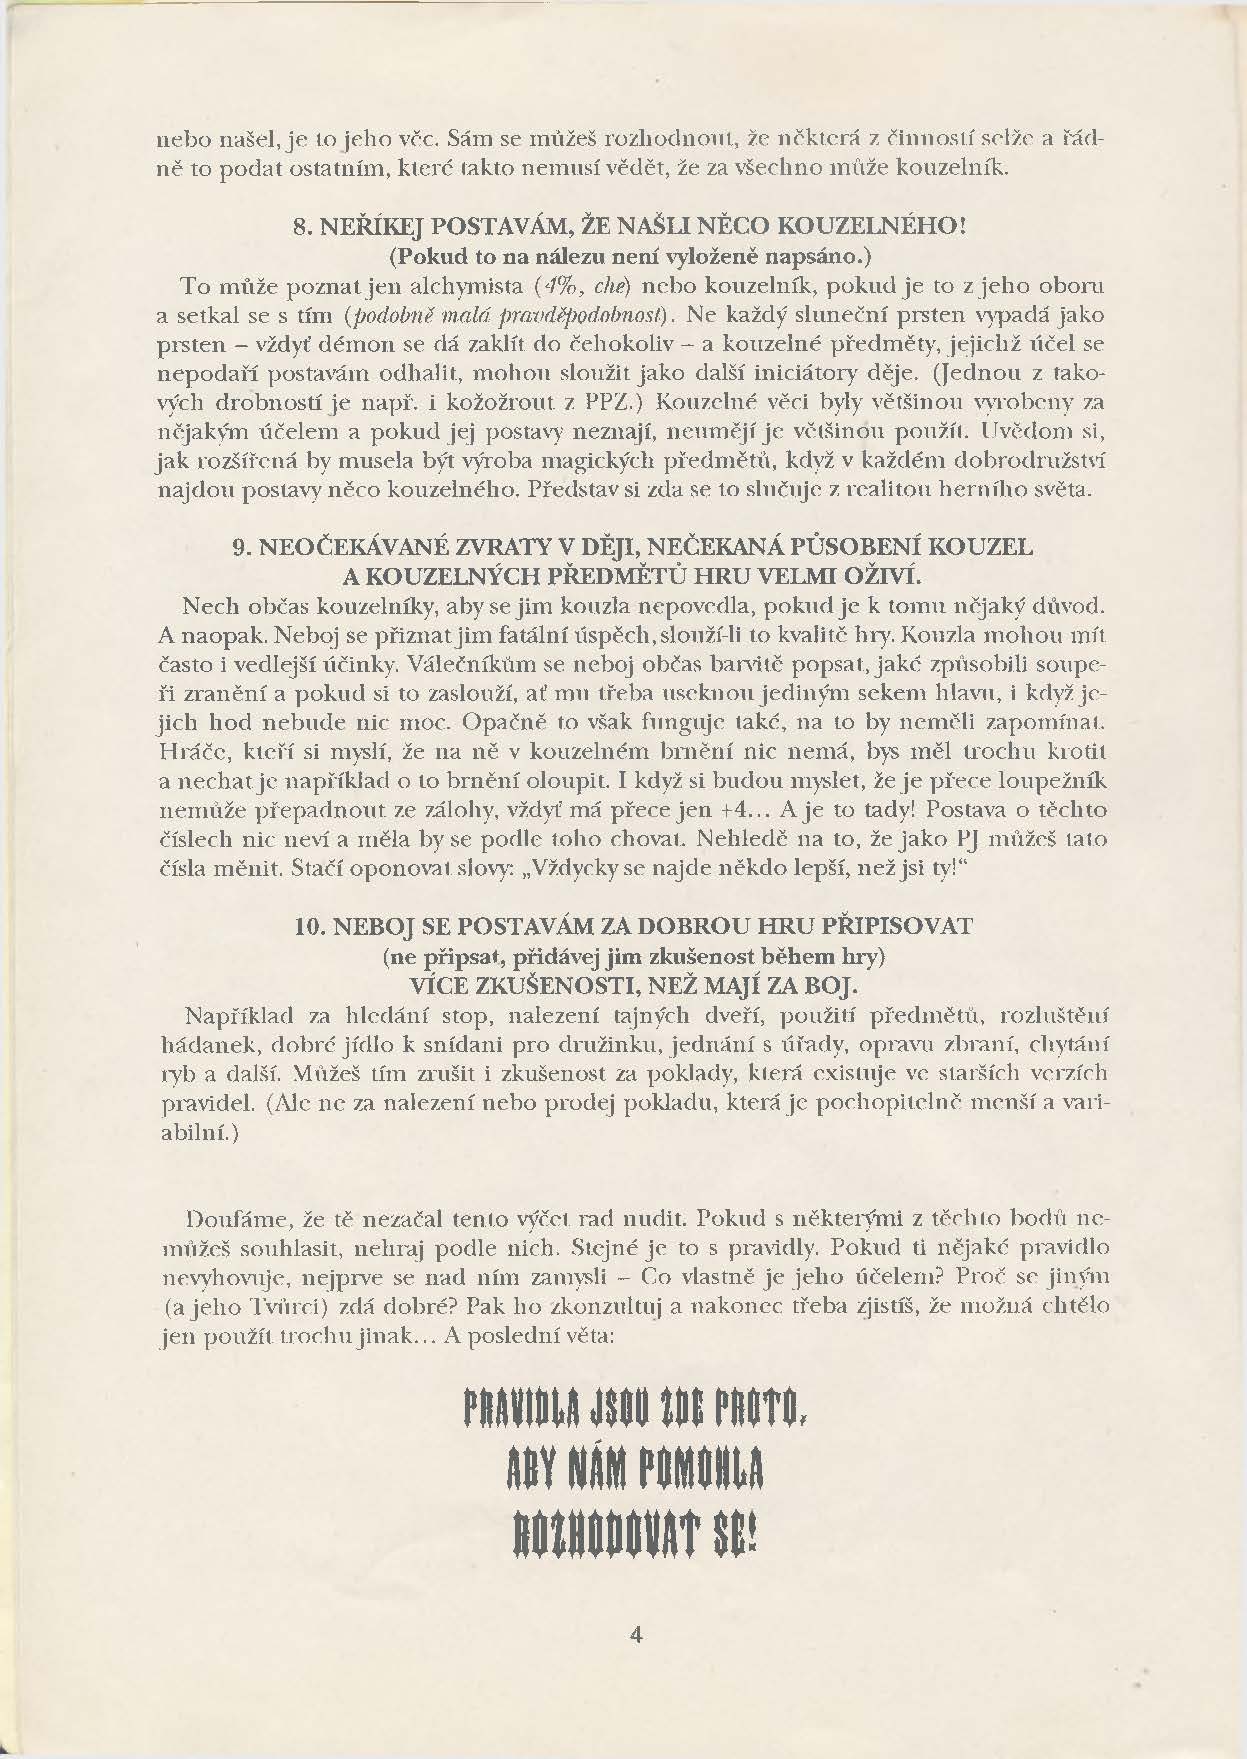 nebo našel, je to jeho věc. Sám se můžeš rozhodnout, že některá z činností selže a řád-
ně to podat ostatním, které takto nemusí vědět, že za všechno může kouzelník.
8. NEŘÍKEJ POSTAVÁM, ŽE NAŠLI NĚCO KOUZELNÉHO!
(Pokud to na nálezu není vyloženě napsáno.)
To může poznat jen alchymista (4%, che) nebo kouzelník, pokud je to z jeho oboru
a setkal se s tím (podobně malá pravděpodobnost). Ne každý sluneční prsten vypadá jako
prsten – vždyť démon se dá zaklít do čehokoliv – a kouzelné předměty, jejichž účel se
nepodaří postavám odhalit, mohou sloužit jako další iniciátory děje. (Jednou z tako-
vých drobností je např. i kožožrout z PPZ.) Kouzelné věci byly většinou vyrobeny za
nějakým účelem a pokud jej postavy neznají, neumějí je většinou použít. Uvědom si,
jak rozšířená by musela být výroba magických předmětů, když v každém dobrodružství
najdou postavy něco kouzelného. Představ si zda se to slučuje z realitou herního světa.
9. NEOČEKÁVANÉ ZVRATY V DĚJI, NEČEKANÁ PŮSOBENÍ KOUZEL
A KOUZELNÝCH PŘEDMĚTŮ HRU VELMI OŽIVÍ.
Nech občas kouzelníky, aby se jim kouzla nepovedla, pokud je k tomu nějaký důvod.
A naopak. Neboj se přiznat jim fatální úspěch, slouží-li to kvalitě hry. Kouzla mohou mít
často i vedlejší účinky. Válečníkům se neboj občas barvitě popsat, jaké způsobili soupe-
ři zranění a pokud si to zaslouží, ať mu třeba useknou jediným sekem hlavu, i když je-
jich hod nebude nic moc. Opačně to však funguje také, na to by neměli zapomínat.
Hráče, kteří si myslí, že na ně v kouzelném brnění nic nemá, bys měl trochu krotit
a nechat je například o to brnění oloupit. I když si budou myslet, že je přece loupežník
nemůže přepadnout ze zálohy, vždyť má přece jen +4... A je to tady! Postava o těchto
číslech nic neví a měla by se podle toho chovat. Nehledě na to, že jako PJ můžeš tato
čísla měnit. Stačí oponovat slovy: „Vždycky se najde někdo lepší, než jsi ty!“
10. NEBOJ SE POSTAVÁM ZA DOBROU HRU PŘIPISOVAT
(ne připsat, přidávej jim zkušenost během hry)
VÍCE ZKUŠENOSTI, NEŽ MAJÍ ZA BOJ.
Například za hledání stop, nalezení tajných dveří, použití předmětů, rozluštění
hádanek, dobré jídlo k snídani pro družinku, jednání s úřady, opravu zbraní, chytání
ryb a další. Můžeš tím zrušit i zkušenost za poklady, která existuje ve starších verzích
pravidel. (Ale ne za nalezení nebo prodej pokladu, která je pochopitelně menší a vari-
abilní.)
Doufáme, že tě nezačal tento výčet rad nudit. Pokud s některými z těchto bodů ne-
můžeš souhlasit, nehraj podle nich. Stejné je to s pravidly. Pokud ti nějaké pravidlo
nevyhovuje, nejprve se nad ním zamysli – Co vlastně je jeho účelem? Proč se jiným
(a jeho Tvůrci) zdá dobré? Pak ho zkonzultuj a nakonec třeba zjistíš, že možná chtělo
jen použít trochu jinak... A poslední věta:
PRAVIDLA JSOU ZDE PROTO,
ABY NÁM POMOHLA
ROZHODOVAT SE!
4